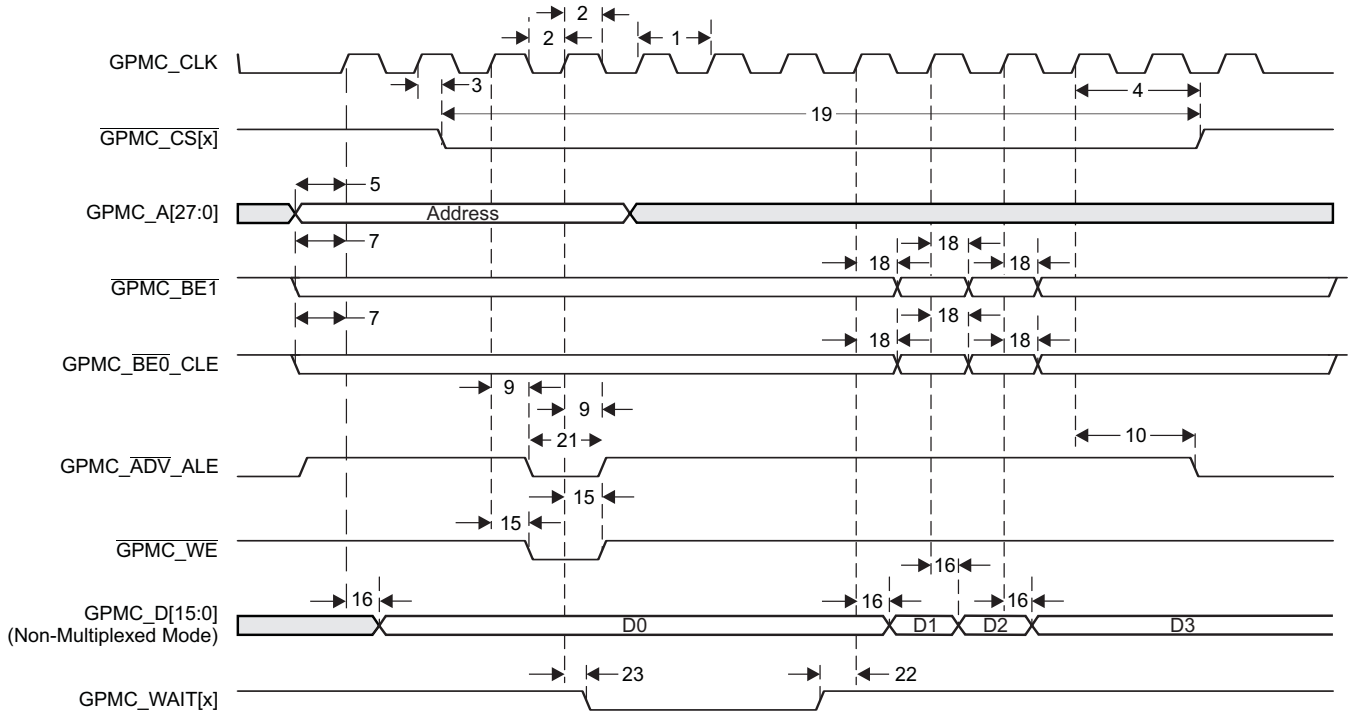 2
2
1
GPMC_CLK
3
4
19
GPMC_CS[x]
5
GPMC_A[27:0]
Address
7
18
18
18
GPMC_BE1
7
18
18
18
GPMC_BE0_CLE
9
9
21
10
GPMC_ADV_ALE
15
15
GPMC_WE
16
16
16
16
GPMC_D[15:0]
(Non-Multiplexed Mode)
D0
D1
D2
D3
23
22
GPMC_WAIT[x]